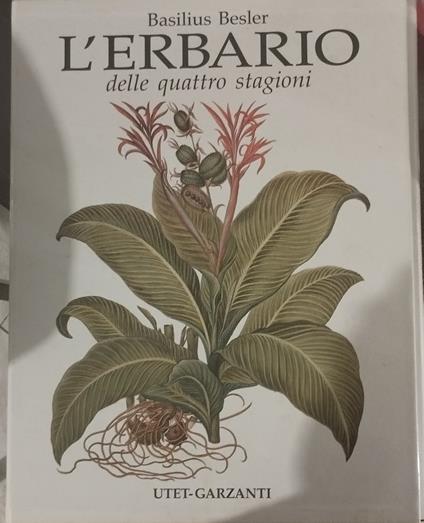 Basilius Besler
L'ERBARIO
delle quattro stagioni
UTET-GARZANTI